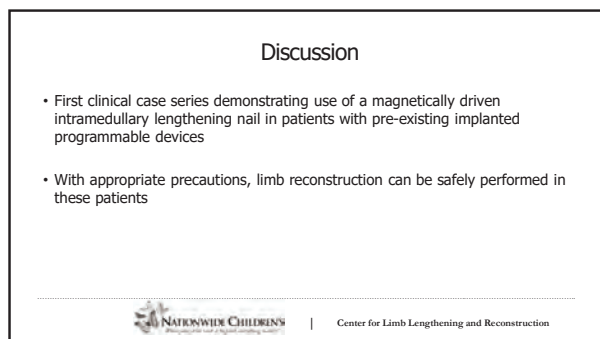 Discussion
• First clinical case series demonstrating use of a magnetically driven
intramedullary lengthening nail in patients with pre-existing implanted
programmable devices
• With appropriate precautions, limb reconstruction can be safely performed in
these patients
NATIONWIDE CHILDREN'S | Center for Limb Lengthening and Reconstruction